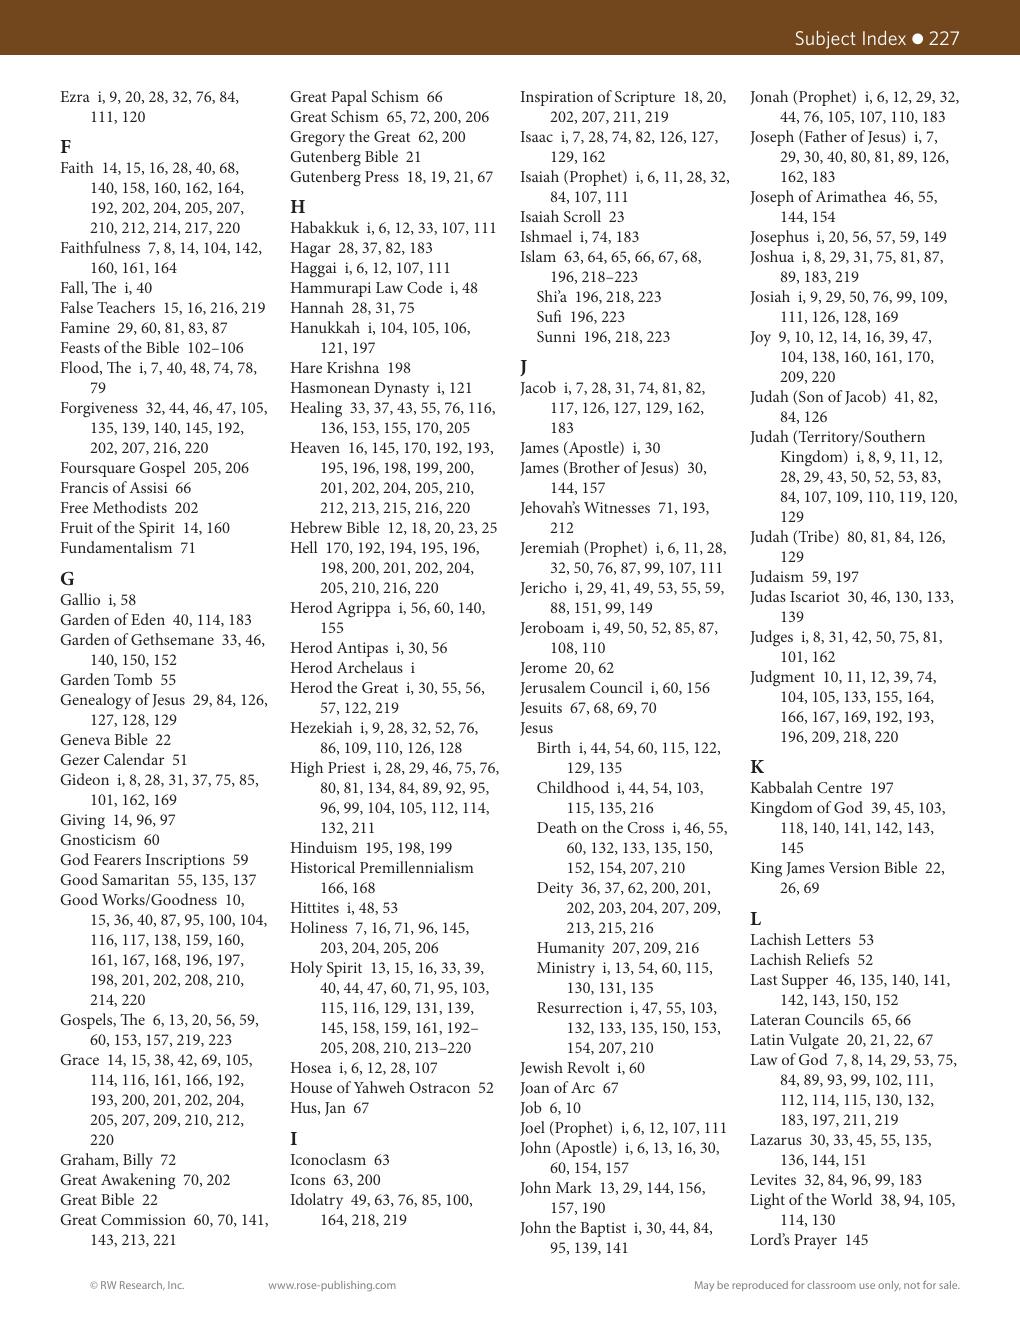 Subject Index ● 227
Ezra i, 9, 20, 28, 32, 76, 84,
111, 120
F
Faith 14, 15, 16, 28, 40, 68,
140, 158, 160, 162, 164,
192, 202, 204, 205, 207,
210, 212, 214, 217, 220
Faithfulness 7, 8, 14, 104, 142,
160, 161, 164
Fall, The i, 40
False Teachers 15, 16, 216, 219
Famine 29, 60, 81, 83, 87
Feasts of the Bible 102–106
Flood, The i, 7, 40, 48, 74, 78,
79
Forgiveness 32, 44, 46, 47, 105,
135, 139, 140, 145, 192,
202, 207, 216, 220
Foursquare Gospel 205, 206
Francis of Assisi 66
Free Methodists 202
Fruit of the Spirit 14, 160
Fundamentalism 71
G
Gallio i, 58
Garden of Eden 40, 114, 183
Garden of Gethsemane 33, 46,
140, 150, 152
Garden Tomb 55
Genealogy of Jesus 29, 84, 126,
127, 128, 129
Geneva Bible 22
Gezer Calendar 51
Gideon i, 8, 28, 31, 37, 75, 85,
101, 162, 169
Giving 14, 96, 97
Gnosticism 60
God Fearers Inscriptions 59
Good Samaritan 55, 135, 137
Good Works/Goodness 10,
15, 36, 40, 87, 95, 100, 104,
116, 117, 138, 159, 160,
161, 167, 168, 196, 197,
198, 201, 202, 208, 210,
214, 220
Gospels, The 6, 13, 20, 56, 59,
60, 153, 157, 219, 223
Grace 14, 15, 38, 42, 69, 105,
114, 116, 161, 166, 192,
193, 200, 201, 202, 204,
205, 207, 209, 210, 212,
220
Graham, Billy 72
Great Awakening 70, 202
Great Bible 22
Great Commission 60, 70, 141,
143, 213, 221
Great Papal Schism 66
Great Schism 65, 72, 200, 206
Gregory the Great 62, 200
Gutenberg Bible 21
Gutenberg Press 18, 19, 21, 67
H
Habakkuk i, 6, 12, 33, 107, 111
Hagar 28, 37, 82, 183
Haggai i, 6, 12, 107, 111
Hammurapi Law Code i, 48
Hannah 28, 31, 75
Hanukkah i, 104, 105, 106,
121, 197
Hare Krishna 198
Hasmonean Dynasty i, 121
Healing 33, 37, 43, 55, 76, 116,
136, 153, 155, 170, 205
Heaven 16, 145, 170, 192, 193,
195, 196, 198, 199, 200,
201, 202, 204, 205, 210,
212, 213, 215, 216, 220
Hebrew Bible 12, 18, 20, 23, 25
Hell 170, 192, 194, 195, 196,
198, 200, 201, 202, 204,
205, 210, 216, 220
Herod Agrippa i, 56, 60, 140,
155
Herod Antipas i, 30, 56
Herod Archelaus i
Herod the Great i, 30, 55, 56,
57, 122, 219
Hezekiah i, 9, 28, 32, 52, 76,
86, 109, 110, 126, 128
High Priest i, 28, 29, 46, 75, 76,
80, 81, 134, 84, 89, 92, 95,
96, 99, 104, 105, 112, 114,
132, 211
Hinduism 195, 198, 199
Historical Premillennialism
166, 168
Hittites i, 48, 53
Holiness 7, 16, 71, 96, 145,
203, 204, 205, 206
Holy Spirit 13, 15, 16, 33, 39,
40, 44, 47, 60, 71, 95, 103,
115, 116, 129, 131, 139,
145, 158, 159, 161, 192–
205, 208, 210, 213–220
Hosea i, 6, 12, 28, 107
House of Yahweh Ostracon 52
Hus, Jan 67
I
Iconoclasm 63
Icons 63, 200
Idolatry 49, 63, 76, 85, 100,
164, 218, 219
Inspiration of Scripture 18, 20,
202, 207, 211, 219
Isaac i, 7, 28, 74, 82, 126, 127,
129, 162
Isaiah (Prophet) i, 6, 11, 28, 32,
84, 107, 111
Isaiah Scroll 23
Ishmael i, 74, 183
Islam 63, 64, 65, 66, 67, 68,
196, 218–223
Shi’a 196, 218, 223
Sufi 196, 223
Sunni 196, 218, 223
J
Jacob i, 7, 28, 31, 74, 81, 82,
117, 126, 127, 129, 162,
183
James (Apostle) i, 30
James (Brother of Jesus) 30,
144, 157
Jehovah’s Witnesses 71, 193,
212
Jeremiah (Prophet) i, 6, 11, 28,
32, 50, 76, 87, 99, 107, 111
Jericho i, 29, 41, 49, 53, 55, 59,
88, 151, 99, 149
Jeroboam i, 49, 50, 52, 85, 87,
108, 110
Jerome 20, 62
Jerusalem Council i, 60, 156
Jesuits 67, 68, 69, 70
Jesus
Birth i, 44, 54, 60, 115, 122,
129, 135
Childhood i, 44, 54, 103,
115, 135, 216
Death on the Cross i, 46, 55,
60, 132, 133, 135, 150,
152, 154, 207, 210
Deity 36, 37, 62, 200, 201,
202, 203, 204, 207, 209,
213, 215, 216
Humanity 207, 209, 216
Ministry i, 13, 54, 60, 115,
130, 131, 135
Resurrection i, 47, 55, 103,
132, 133, 135, 150, 153,
154, 207, 210
Jewish Revolt i, 60
Joan of Arc 67
Job 6, 10
Joel (Prophet) i, 6, 12, 107, 111
John (Apostle) i, 6, 13, 16, 30,
60, 154, 157
John Mark 13, 29, 144, 156,
157, 190
John the Baptist i, 30, 44, 84,
95, 139, 141
Jonah (Prophet) i, 6, 12, 29, 32,
44, 76, 105, 107, 110, 183
Joseph (Father of Jesus) i, 7,
29, 30, 40, 80, 81, 89, 126,
162, 183
Joseph of Arimathea 46, 55,
144, 154
Josephus i, 20, 56, 57, 59, 149
Joshua i, 8, 29, 31, 75, 81, 87,
89, 183, 219
Josiah i, 9, 29, 50, 76, 99, 109,
111, 126, 128, 169
Joy 9, 10, 12, 14, 16, 39, 47,
104, 138, 160, 161, 170,
209, 220
Judah (Son of Jacob) 41, 82,
84, 126
Judah (Territory/Southern
Kingdom) i, 8, 9, 11, 12,
28, 29, 43, 50, 52, 53, 83,
84, 107, 109, 110, 119, 120,
129
Judah (Tribe) 80, 81, 84, 126,
129
Judaism 59, 197
Judas Iscariot 30, 46, 130, 133,
139
Judges i, 8, 31, 42, 50, 75, 81,
101, 162
Judgment 10, 11, 12, 39, 74,
104, 105, 133, 155, 164,
166, 167, 169, 192, 193,
196, 209, 218, 220
K
Kabbalah Centre 197
Kingdom of God 39, 45, 103,
118, 140, 141, 142, 143,
145
King James Version Bible 22,
26, 69
L
Lachish Letters 53
Lachish Reliefs 52
Last Supper 46, 135, 140, 141,
142, 143, 150, 152
Lateran Councils 65, 66
Latin Vulgate 20, 21, 22, 67
Law of God 7, 8, 14, 29, 53, 75,
84, 89, 93, 99, 102, 111,
112, 114, 115, 130, 132,
183, 197, 211, 219
Lazarus 30, 33, 45, 55, 135,
136, 144, 151
Levites 32, 84, 96, 99, 183
Light of the World 38, 94, 105,
114, 130
Lord’s Prayer 145
© RW Research, Inc. www.rose-publishing.com May be reproduced for classroom use only, not for sale.